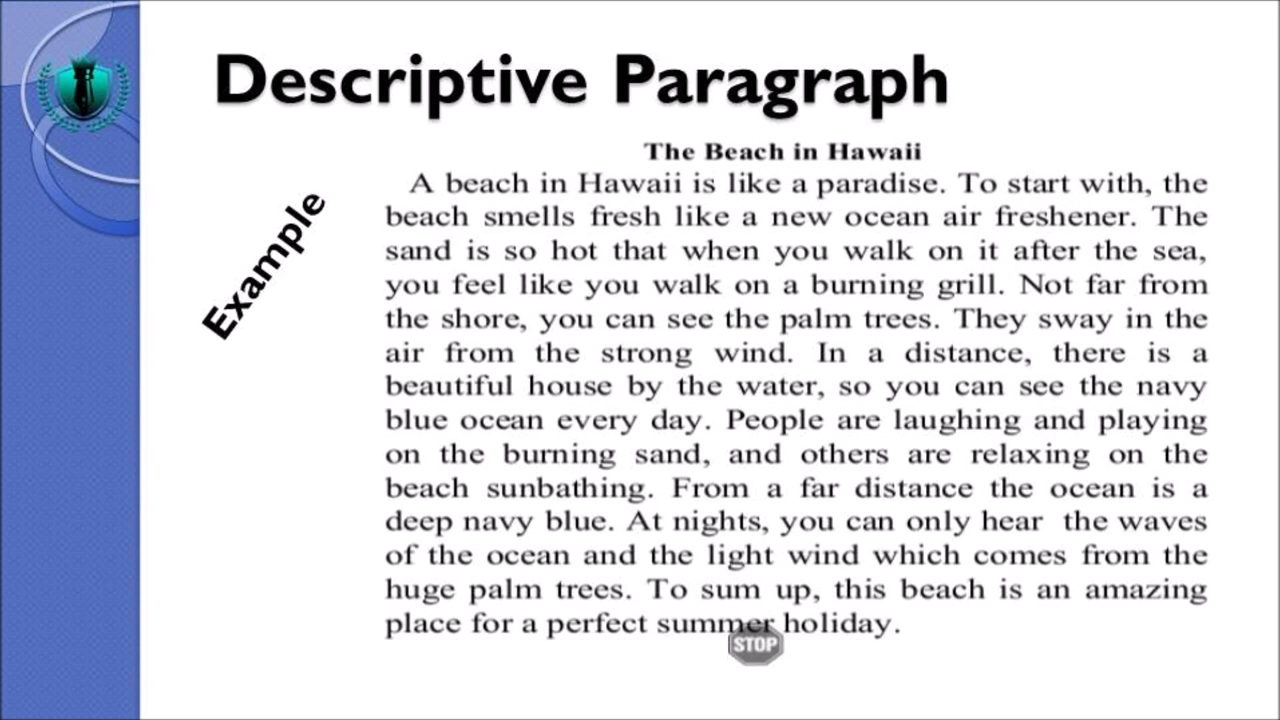 Descriptive Paragraph
Example
The Beach in Hawaii
A beach in Hawaii is like a paradise. To start with, the
beach smells fresh like a new ocean air freshener. The
sand is so hot that when you walk on it after the sea,
you feel like you walk on a burning grill. Not far from
the shore, you can see the palm trees. They sway in the
air from the strong wind. In a distance, there is a
beautiful house by the water, so you can see the navy
blue ocean every day. People are laughing and playing
on the burning sand, and others are relaxing on the
beach sunbathing. From a far distance the ocean is a
deep navy blue. At nights, you can only hear the waves
of the ocean and the light wind which comes from the
huge palm trees. To sum up, this beach is an amazing
place for a perfect summer holiday.
STOP